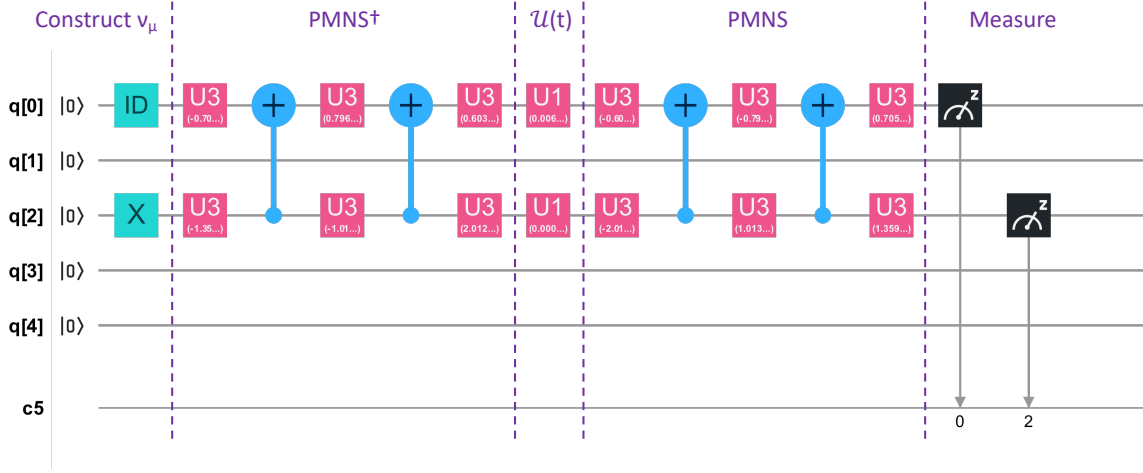 Construct νμ PMNS† 𝒰(t) PMNS Measure
q[0] |0⟩ ID U3 + U3 + U3 U1 U3 + U3 + U3 z
(-0.70...) (0.796...) (0.603...) (0.006...) (-0.60...) (-0.79...) (0.705...)
q[1] |0⟩
q[2] |0⟩ X U3 U3 U3 U1 U3 U3 U3 z
(-1.35...) (-1.01...) (2.012...) (0.000...) (-2.01...) (1.013...) (1.359...)
q[3] |0⟩
q[4] |0⟩
c5
0 2